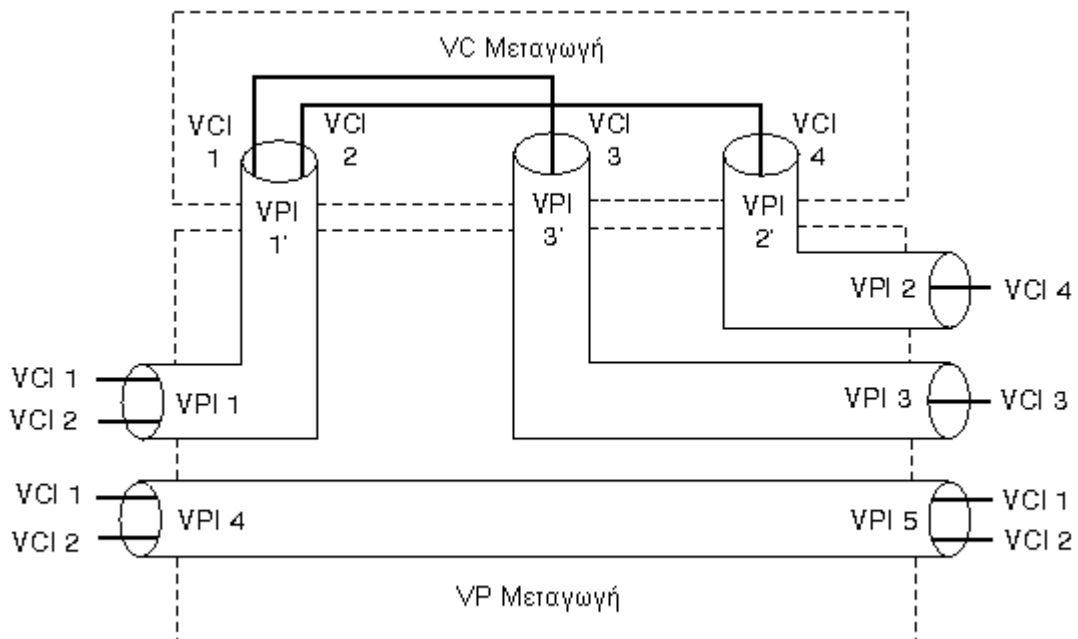 VC Μεταγωγή
VCI
1
VCI
2
VCI
3
VCI
4
VPI
1'
VPI
3'
VPI
2'
VPI 2
VCI 4
VCI 1
VCI 2
VPI 1
VPI 3
VCI 3
VCI 1
VCI 2
VPI 4
VPI 5
VCI 1
VCI 2
VP Μεταγωγή